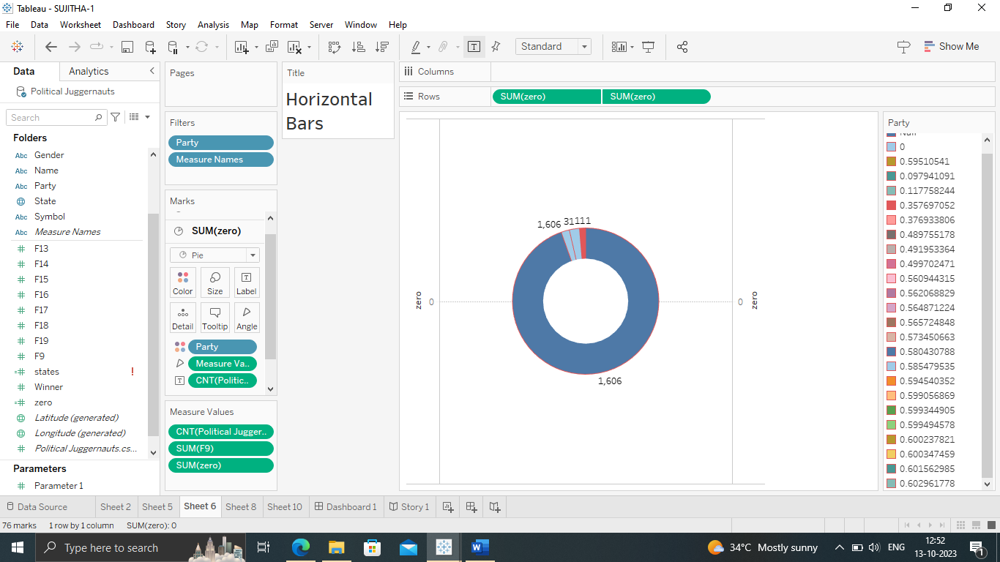 Tableau - SUJITHA-1
File Data Worksheet Dashboard Story Analysis Map Format Server Window Help
Standard
Show Me
Data Analytics
Political Juggernauts
Search
Folders
Abc Gender
Abc Name
Abc Party
State
Abc Symbol
Abc Measure Names
F13
F14
F15
F16
F17
F18
F19
F9
states !
Winner
zero
Latitude (generated)
Longitude (generated)
Political Juggernauts.cs...
Parameters
Parameter 1
Pages
Filters
Party
Measure Names
Marks
SUM(zero)
Pie
Color Size Label
Detail Tooltip Angle
Party
Measure Va..
CNT(Politic..
Measure Values
CNT(Political Jugger..
SUM(F9)
SUM(zero)
Title
Horizontal
Bars
Columns
Rows SUM(zero) SUM(zero)
1,606 31111
zero 0 0 zero
1,606
Party
Null
0
0.59510541
0.097941091
0.117758244
0.357697052
0.376933806
0.489755178
0.491953364
0.499702471
0.560944315
0.562068829
0.564871224
0.565724848
0.573450663
0.580430788
0.585479535
0.594540352
0.599056869
0.599344905
0.599494578
0.600237821
0.600347459
0.601562985
0.602961778
Data Source Sheet 2 Sheet 5 Sheet 6 Sheet 8 Sheet 10 Dashboard 1 Story 1
76 marks 1 row by 1 column SUM(zero): 0
Type here to search
34°C Mostly sunny
ENG
12:52
13-10-2023
1